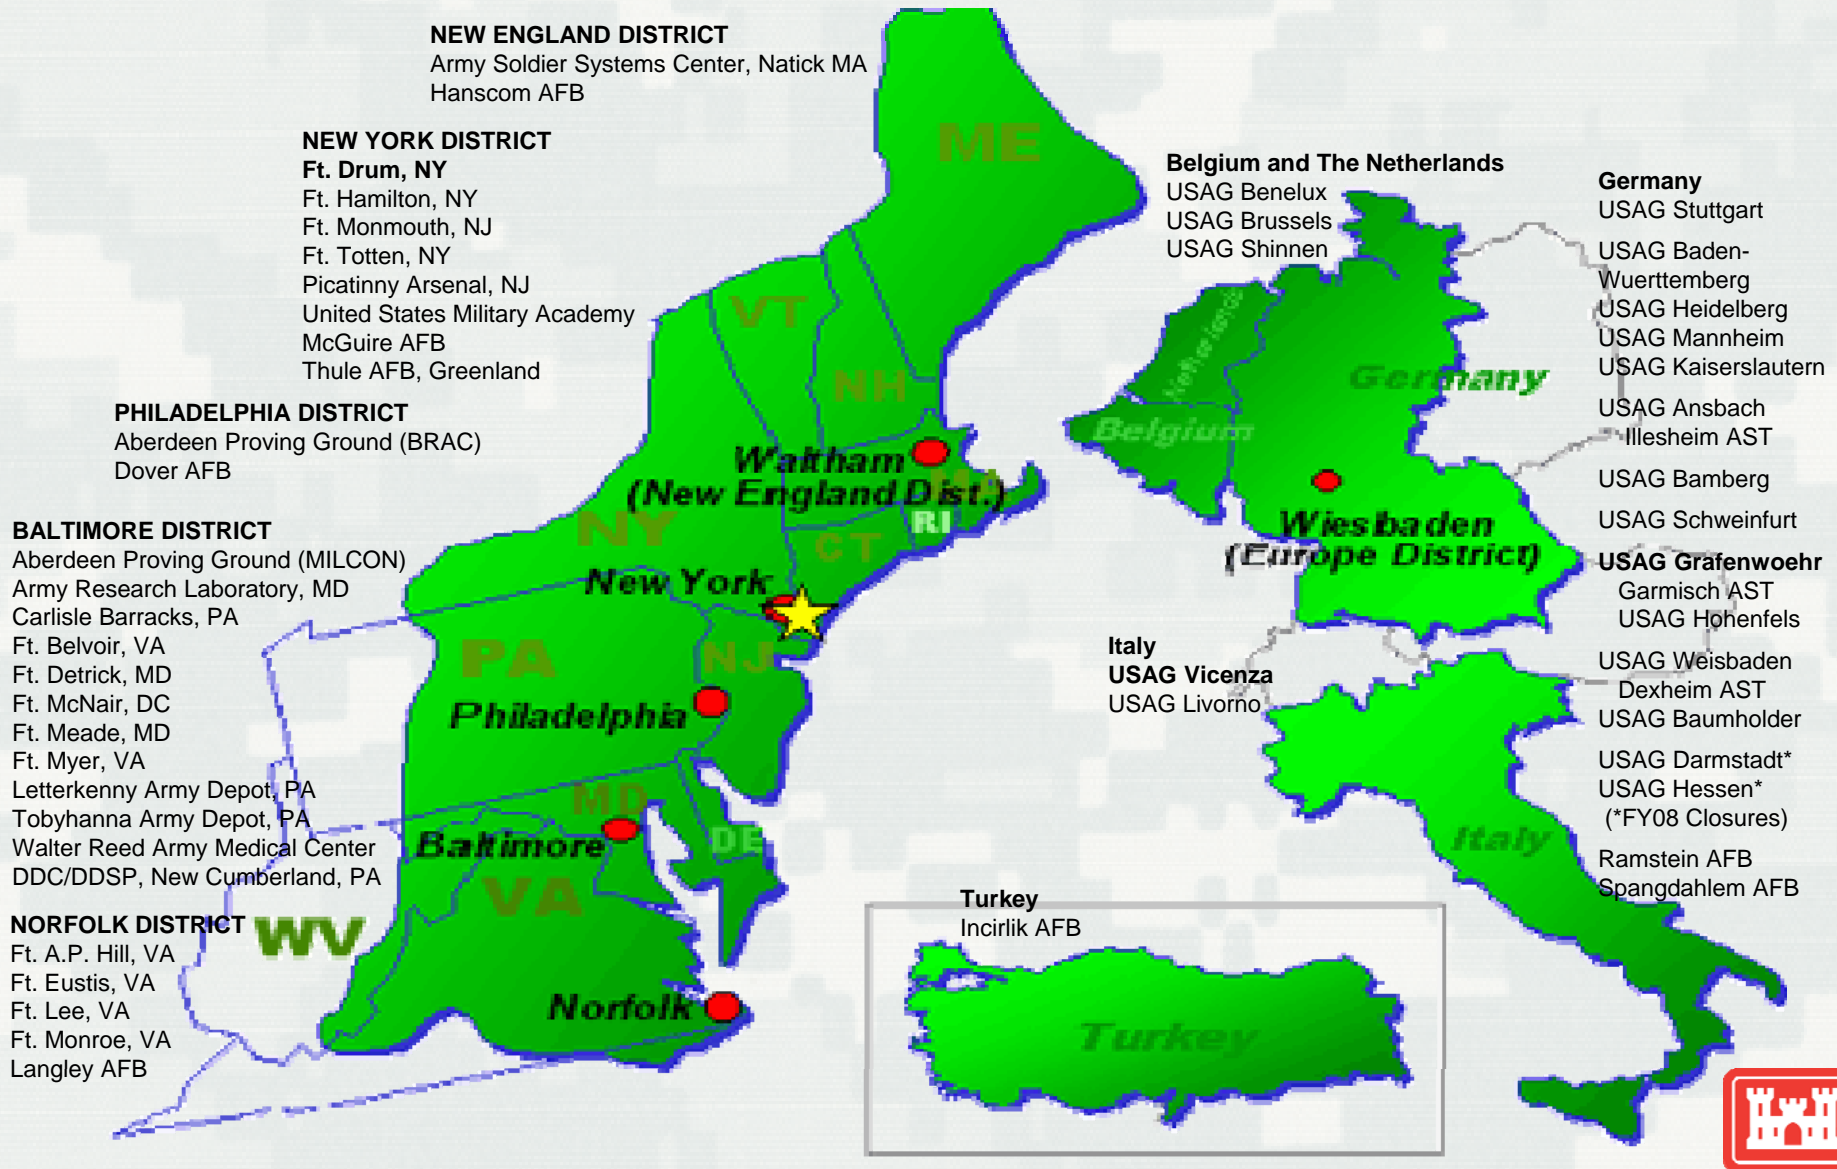 NEW ENGLAND DISTRICT
Army Soldier Systems Center, Natick MA
Hanscom AFB
NEW YORK DISTRICT
Ft. Drum, NY
Ft. Hamilton, NY
Ft. Monmouth, NJ
Ft. Totten, NY
Picatinny Arsenal, NJ
United States Military Academy
McGuire AFB
Thule AFB, Greenland
PHILADELPHIA DISTRICT
Aberdeen Proving Ground (BRAC)
Dover AFB
BALTIMORE DISTRICT
Aberdeen Proving Ground (MILCON)
Army Research Laboratory, MD
Carlisle Barracks, PA
Ft. Belvoir, VA
Ft. Detrick, MD
Ft. McNair, DC
Ft. Meade, MD
Ft. Myer, VA
Letterkenny Army Depot, PA
Tobyhanna Army Depot, PA
Walter Reed Army Medical Center
DDC/DDSP, New Cumberland, PA
NORFOLK DISTRICT
Ft. A.P. Hill, VA
Ft. Eustis, VA
Ft. Lee, VA
Ft. Monroe, VA
Langley AFB
ME
VT
NH
Waltham
MA
(New England Dist.)
RI
NY
CT
New York
PA
NJ
Philadelphia
MD
Baltimore
DE
VA
WV
Norfolk
Belgium and The Netherlands
USAG Benelux
USAG Brussels
USAG Shinnen
Netherlands
Belgium
Germany
Wiesbaden
(Europe District)
Italy
USAG Vicenza
USAG Livorno
Italy
Turkey
Incirlik AFB
Turkey
Germany
USAG Stuttgart
USAG Baden-
Wuerttemberg
USAG Heidelberg
USAG Mannheim
USAG Kaiserslautern
USAG Ansbach
Illesheim AST
USAG Bamberg
USAG Schweinfurt
USAG Grafenwoehr
Garmisch AST
USAG Hohenfels
USAG Weisbaden
Dexheim AST
USAG Baumholder
USAG Darmstadt*
USAG Hessen*
(*FY08 Closures)
Ramstein AFB
Spangdahlem AFB